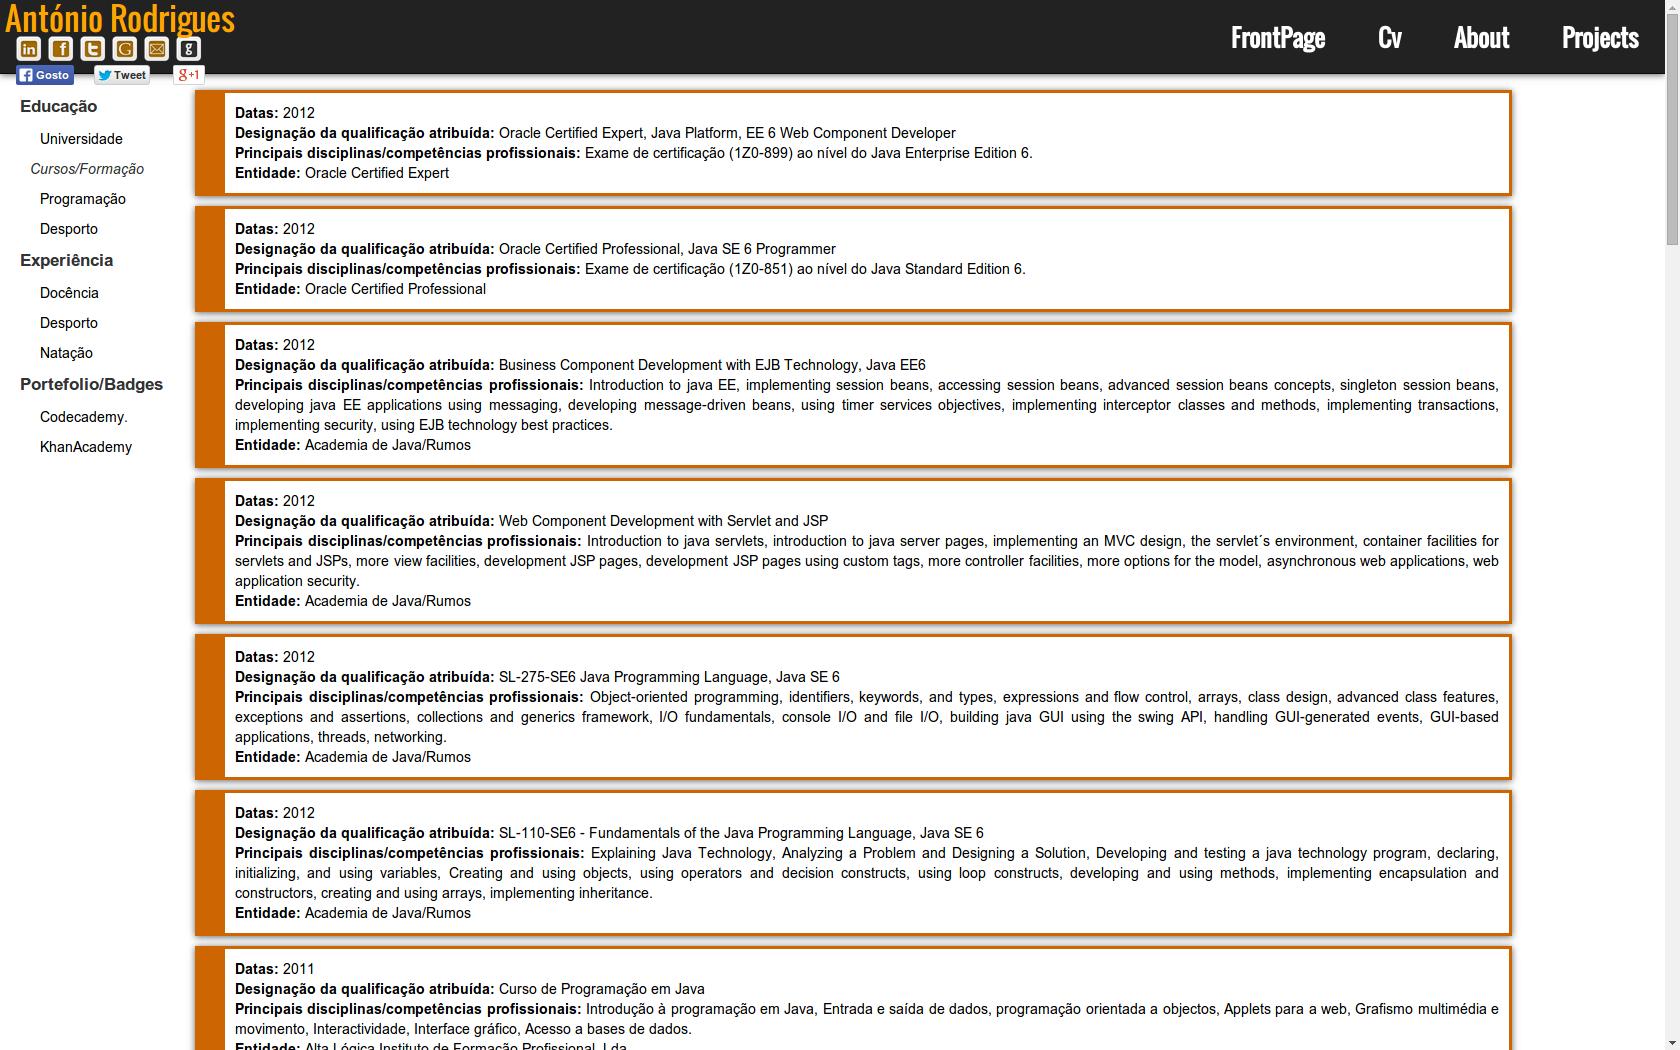 António Rodrigues
FrontPage Cv About Projects
in f t G g
Gosto Tweet g+1
Educação
Universidade
Cursos/Formação
Programação
Desporto
Experiência
Docência
Desporto
Natação
Portefolio/Badges
Codecademy.
KhanAcademy
Datas: 2012
Designação da qualificação atribuída: Oracle Certified Expert, Java Platform, EE 6 Web Component Developer
Principais disciplinas/competências profissionais: Exame de certificação (1Z0-899) ao nível do Java Enterprise Edition 6.
Entidade: Oracle Certified Expert
Datas: 2012
Designação da qualificação atribuída: Oracle Certified Professional, Java SE 6 Programmer
Principais disciplinas/competências profissionais: Exame de certificação (1Z0-851) ao nível do Java Standard Edition 6.
Entidade: Oracle Certified Professional
Datas: 2012
Designação da qualificação atribuída: Business Component Development with EJB Technology, Java EE6
Principais disciplinas/competências profissionais: Introduction to java EE, implementing session beans, accessing session beans, advanced session beans concepts, singleton session beans,
developing java EE applications using messaging, developing message-driven beans, using timer services objectives, implementing interceptor classes and methods, implementing transactions,
implementing security, using EJB technology best practices.
Entidade: Academia de Java/Rumos
Datas: 2012
Designação da qualificação atribuída: Web Component Development with Servlet and JSP
Principais disciplinas/competências profissionais: Introduction to java servlets, introduction to java server pages, implementing an MVC design, the servlet´s environment, container facilities for
servlets and JSPs, more view facilities, development JSP pages, development JSP pages using custom tags, more controller facilities, more options for the model, asynchronous web applications, web
application security.
Entidade: Academia de Java/Rumos
Datas: 2012
Designação da qualificação atribuída: SL-275-SE6 Java Programming Language, Java SE 6
Principais disciplinas/competências profissionais: Object-oriented programming, identifiers, keywords, and types, expressions and flow control, arrays, class design, advanced class features,
exceptions and assertions, collections and generics framework, I/O fundamentals, console I/O and file I/O, building java GUI using the swing API, handling GUI-generated events, GUI-based
applications, threads, networking.
Entidade: Academia de Java/Rumos
Datas: 2012
Designação da qualificação atribuída: SL-110-SE6 - Fundamentals of the Java Programming Language, Java SE 6
Principais disciplinas/competências profissionais: Explaining Java Technology, Analyzing a Problem and Designing a Solution, Developing and testing a java technology program, declaring,
initializing, and using variables, Creating and using objects, using operators and decision constructs, using loop constructs, developing and using methods, implementing encapsulation and
constructors, creating and using arrays, implementing inheritance.
Entidade: Academia de Java/Rumos
Datas: 2011
Designação da qualificação atribuída: Curso de Programação em Java
Principais disciplinas/competências profissionais: Introdução à programação em Java, Entrada e saída de dados, programação orientada a objectos, Applets para a web, Grafismo multimédia e
movimento, Interactividade, Interface gráfico, Acesso a bases de dados.
Entidade: Alta Lógica Instituto de Formação Profissional, Lda